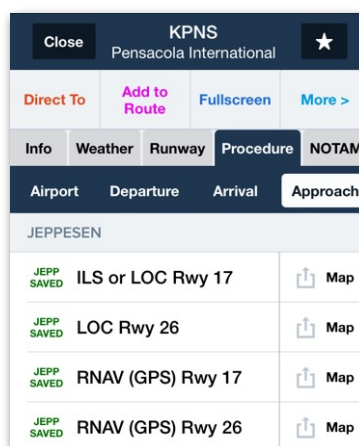 Close KPNS
Pensacola International
Direct To Add to Route Fullscreen More >
Info Weather Runway Procedure NOTAM
Airport Departure Arrival Approach
JEPPESEN
JEPP SAVED ILS or LOC Rwy 17 Map
JEPP SAVED LOC Rwy 26 Map
JEPP SAVED RNAV (GPS) Rwy 17 Map
JEPP SAVED RNAV (GPS) Rwy 26 Map